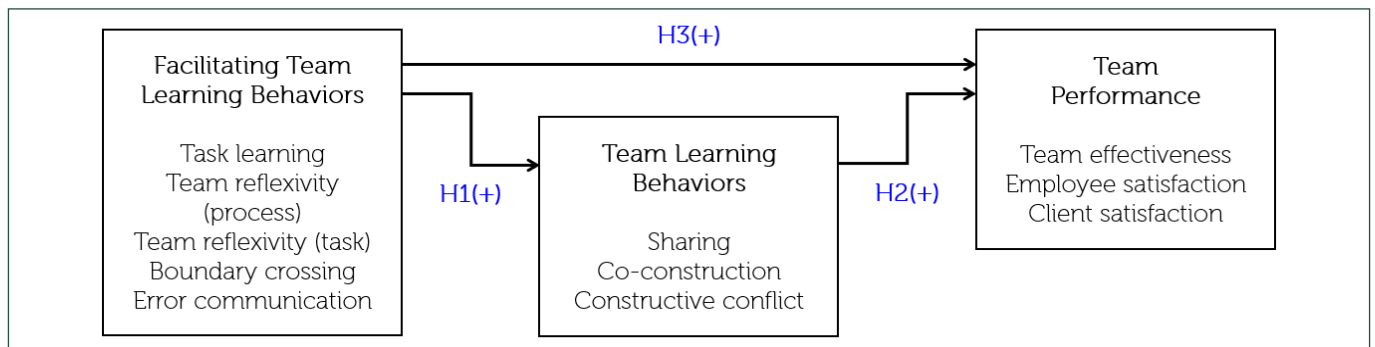 H3(+)
Facilitating Team
Learning Behaviors
Task learning
Team reflexivity
(process)
Team reflexivity (task)
Boundary crossing
Error communication
H1(+)
Team Learning
Behaviors
Sharing
Co-construction
Constructive conflict
H2(+)
Team
Performance
Team effectiveness
Employee satisfaction
Client satisfaction